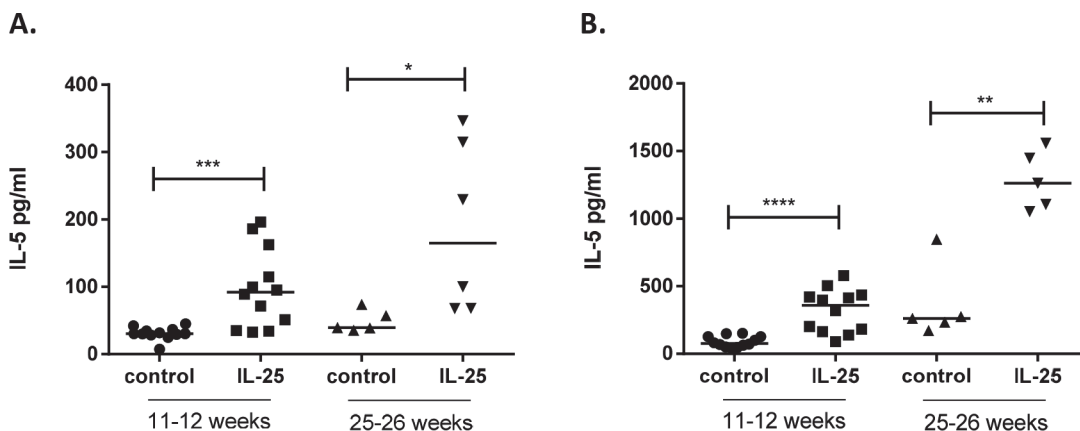 A.
IL-5 pg/ml
400
300
200
100
0
***
*
control IL-25 control IL-25
11-12 weeks 25-26 weeks
B.
IL-5 pg/ml
2000
1500
1000
500
0
****
**
control IL-25 control IL-25
11-12 weeks 25-26 weeks